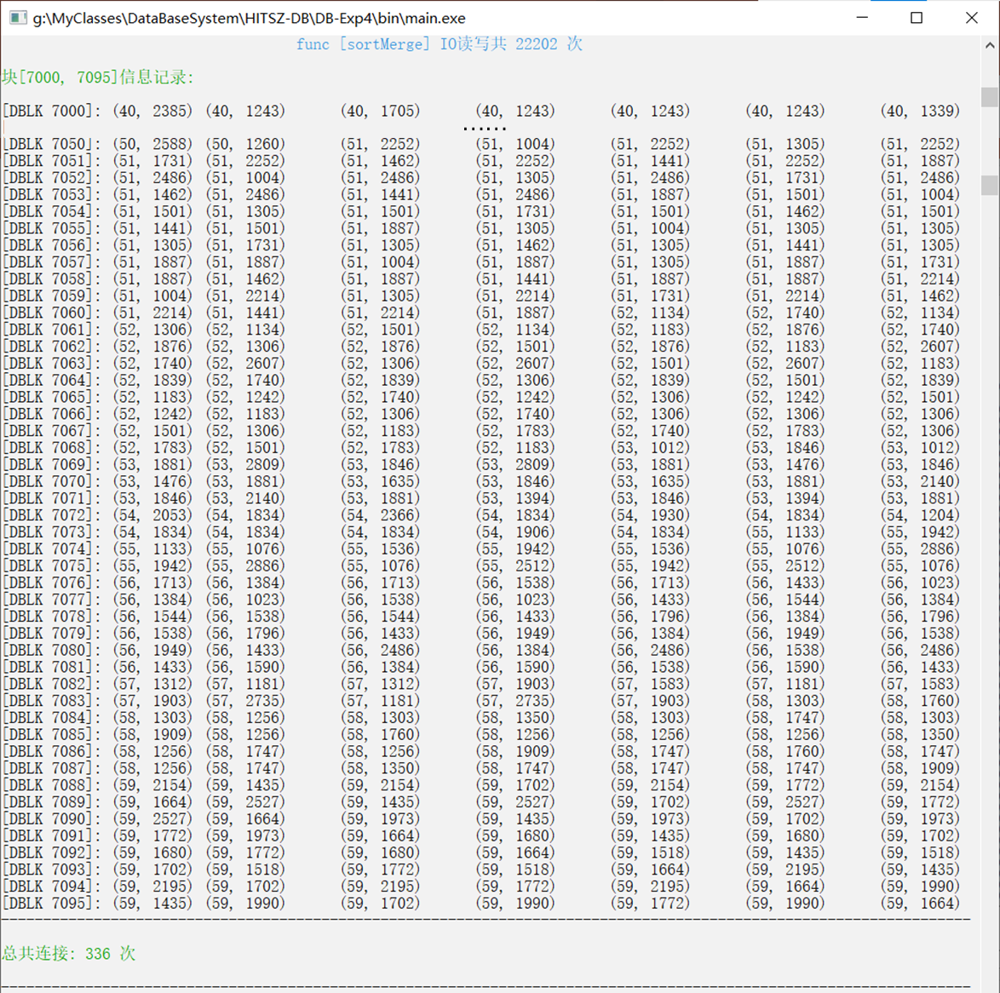 g:\MyClasses\DataBaseSystem\HITSZ-DB\DB-Exp4\bin\main.exe
func [sortMerge] IO读写共 22202 次
块[7000, 7095]信息记录:
[DBLK 7000]: (40, 2385) (40, 1243) (40, 1705) (40, 1243) (40, 1243) (40, 1243) (40, 1339)
......
[DBLK 7050]: (50, 2588) (50, 1260) (51, 2252) (51, 1004) (51, 2252) (51, 1305) (51, 2252)
[DBLK 7051]: (51, 1731) (51, 2252) (51, 1462) (51, 2252) (51, 1441) (51, 2252) (51, 1887)
[DBLK 7052]: (51, 2486) (51, 1004) (51, 2486) (51, 1305) (51, 2486) (51, 1731) (51, 2486)
[DBLK 7053]: (51, 1462) (51, 2486) (51, 1441) (51, 2486) (51, 1887) (51, 1501) (51, 1004)
[DBLK 7054]: (51, 1501) (51, 1305) (51, 1501) (51, 1731) (51, 1501) (51, 1462) (51, 1501)
[DBLK 7055]: (51, 1441) (51, 1501) (51, 1887) (51, 1305) (51, 1004) (51, 1305) (51, 1305)
[DBLK 7056]: (51, 1305) (51, 1731) (51, 1305) (51, 1462) (51, 1305) (51, 1441) (51, 1305)
[DBLK 7057]: (51, 1887) (51, 1887) (51, 1004) (51, 1887) (51, 1305) (51, 1887) (51, 1731)
[DBLK 7058]: (51, 1887) (51, 1462) (51, 1887) (51, 1441) (51, 1887) (51, 1887) (51, 2214)
[DBLK 7059]: (51, 1004) (51, 2214) (51, 1305) (51, 2214) (51, 1731) (51, 2214) (51, 1462)
[DBLK 7060]: (51, 2214) (51, 1441) (51, 2214) (51, 1887) (52, 1134) (52, 1740) (52, 1134)
[DBLK 7061]: (52, 1306) (52, 1134) (52, 1501) (52, 1134) (52, 1183) (52, 1876) (52, 1740)
[DBLK 7062]: (52, 1876) (52, 1306) (52, 1876) (52, 1501) (52, 1876) (52, 1183) (52, 2607)
[DBLK 7063]: (52, 1740) (52, 2607) (52, 1306) (52, 2607) (52, 1501) (52, 2607) (52, 1183)
[DBLK 7064]: (52, 1839) (52, 1740) (52, 1839) (52, 1306) (52, 1839) (52, 1501) (52, 1839)
[DBLK 7065]: (52, 1183) (52, 1242) (52, 1740) (52, 1242) (52, 1306) (52, 1242) (52, 1501)
[DBLK 7066]: (52, 1242) (52, 1183) (52, 1306) (52, 1740) (52, 1306) (52, 1306) (52, 1306)
[DBLK 7067]: (52, 1501) (52, 1306) (52, 1183) (52, 1783) (52, 1740) (52, 1783) (52, 1306)
[DBLK 7068]: (52, 1783) (52, 1501) (52, 1783) (52, 1183) (53, 1012) (53, 1846) (53, 1012)
[DBLK 7069]: (53, 1881) (53, 2809) (53, 1846) (53, 2809) (53, 1881) (53, 1476) (53, 1846)
[DBLK 7070]: (53, 1476) (53, 1881) (53, 1635) (53, 1846) (53, 1635) (53, 1881) (53, 2140)
[DBLK 7071]: (53, 1846) (53, 2140) (53, 1881) (53, 1394) (53, 1846) (53, 1394) (53, 1881)
[DBLK 7072]: (54, 2053) (54, 1834) (54, 2366) (54, 1834) (54, 1930) (54, 1834) (54, 1204)
[DBLK 7073]: (54, 1834) (54, 1834) (54, 1834) (54, 1906) (54, 1834) (55, 1133) (55, 1942)
[DBLK 7074]: (55, 1133) (55, 1076) (55, 1536) (55, 1942) (55, 1536) (55, 1076) (55, 2886)
[DBLK 7075]: (55, 1942) (55, 2886) (55, 1076) (55, 2512) (55, 1942) (55, 2512) (55, 1076)
[DBLK 7076]: (56, 1713) (56, 1384) (56, 1713) (56, 1538) (56, 1713) (56, 1433) (56, 1023)
[DBLK 7077]: (56, 1384) (56, 1023) (56, 1538) (56, 1023) (56, 1433) (56, 1544) (56, 1384)
[DBLK 7078]: (56, 1544) (56, 1538) (56, 1544) (56, 1433) (56, 1796) (56, 1384) (56, 1796)
[DBLK 7079]: (56, 1538) (56, 1796) (56, 1433) (56, 1949) (56, 1384) (56, 1949) (56, 1538)
[DBLK 7080]: (56, 1949) (56, 1433) (56, 2486) (56, 1384) (56, 2486) (56, 1538) (56, 2486)
[DBLK 7081]: (56, 1433) (56, 1590) (56, 1384) (56, 1590) (56, 1538) (56, 1590) (56, 1433)
[DBLK 7082]: (57, 1312) (57, 1181) (57, 1312) (57, 1903) (57, 1583) (57, 1181) (57, 1583)
[DBLK 7083]: (57, 1903) (57, 2735) (57, 1181) (57, 2735) (57, 1903) (58, 1303) (58, 1760)
[DBLK 7084]: (58, 1303) (58, 1256) (58, 1303) (58, 1350) (58, 1303) (58, 1747) (58, 1303)
[DBLK 7085]: (58, 1909) (58, 1256) (58, 1760) (58, 1256) (58, 1256) (58, 1256) (58, 1350)
[DBLK 7086]: (58, 1256) (58, 1747) (58, 1256) (58, 1909) (58, 1747) (58, 1760) (58, 1747)
[DBLK 7087]: (58, 1256) (58, 1747) (58, 1350) (58, 1747) (58, 1747) (58, 1747) (58, 1909)
[DBLK 7088]: (59, 2154) (59, 1435) (59, 2154) (59, 1702) (59, 2154) (59, 1772) (59, 2154)
[DBLK 7089]: (59, 1664) (59, 2527) (59, 1435) (59, 2527) (59, 1702) (59, 2527) (59, 1772)
[DBLK 7090]: (59, 2527) (59, 1664) (59, 1973) (59, 1435) (59, 1973) (59, 1702) (59, 1973)
[DBLK 7091]: (59, 1772) (59, 1973) (59, 1664) (59, 1680) (59, 1435) (59, 1680) (59, 1702)
[DBLK 7092]: (59, 1680) (59, 1772) (59, 1680) (59, 1664) (59, 1518) (59, 1435) (59, 1518)
[DBLK 7093]: (59, 1702) (59, 1518) (59, 1772) (59, 1518) (59, 1664) (59, 2195) (59, 1435)
[DBLK 7094]: (59, 2195) (59, 1702) (59, 2195) (59, 1772) (59, 2195) (59, 1664) (59, 1990)
[DBLK 7095]: (59, 1435) (59, 1990) (59, 1702) (59, 1990) (59, 1772) (59, 1990) (59, 1664)
总共连接: 336 次